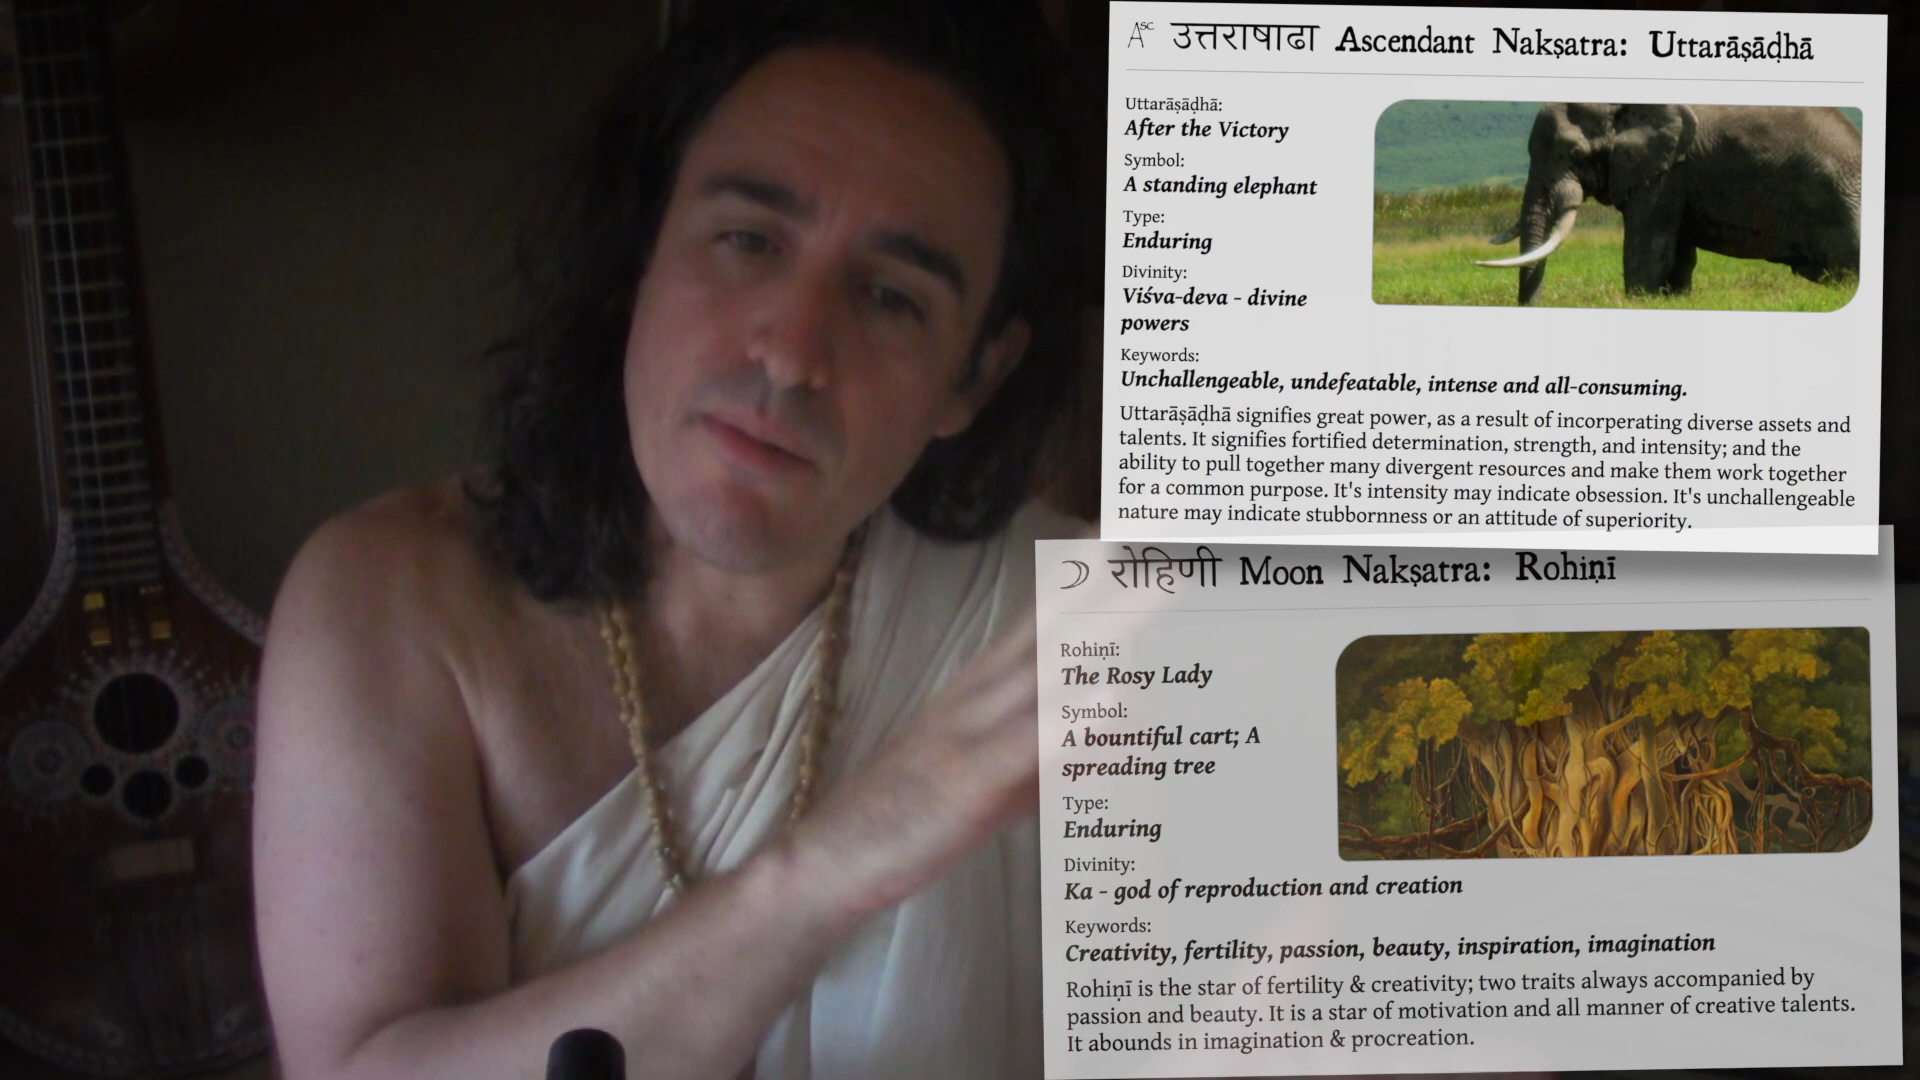 Asc उत्तराषाढा Ascendant Nakṣatra: Uttarāṣāḍhā
Uttarāṣāḍhā:
After the Victory
Symbol:
A standing elephant
Type:
Enduring
Divinity:
Viśva-deva - divine
powers
Keywords:
Unchallengeable, undefeatable, intense and all-consuming.
Uttarāṣāḍhā signifies great power, as a result of incorperating diverse assets and
talents. It signifies fortified determination, strength, and intensity; and the
ability to pull together many divergent resources and make them work together
for a common purpose. It's intensity may indicate obsession. It's unchallengeable
nature may indicate stubbornness or an attitude of superiority.
रोहिणी Moon Nakṣatra: Rohiṇī
Rohiṇī:
The Rosy Lady
Symbol:
A bountiful cart; A
spreading tree
Type:
Enduring
Divinity:
Ka - god of reproduction and creation
Keywords:
Creativity, fertility, passion, beauty, inspiration, imagination
Rohiṇī is the star of fertility & creativity; two traits always accompanied by
passion and beauty. It is a star of motivation and all manner of creative talents.
It abounds in imagination & procreation.